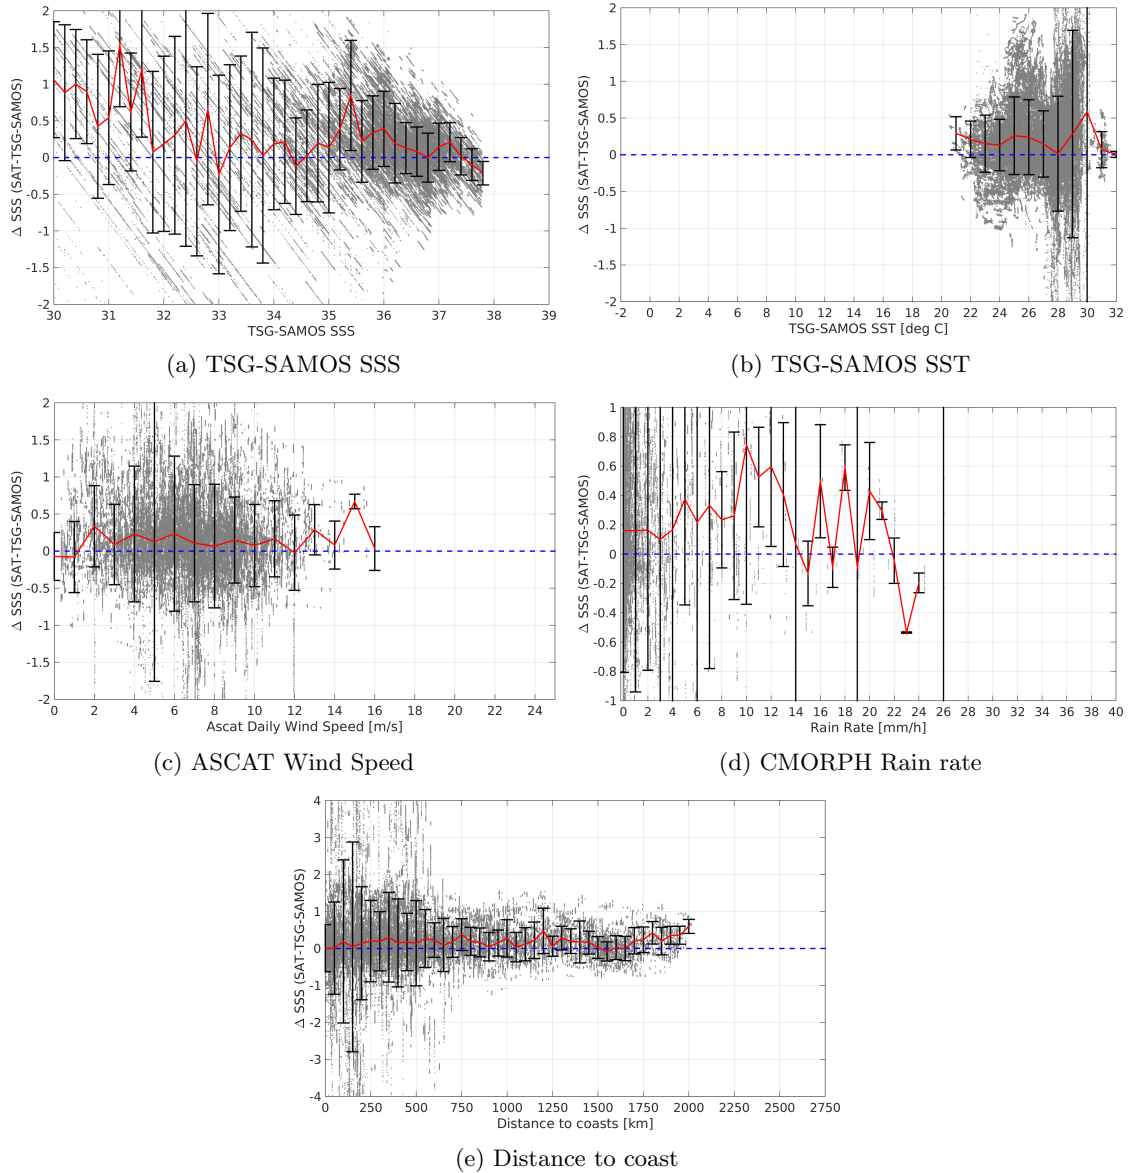 2
1.5
1
0.5
0
-0.5
-1
-1.5
-2
Δ SSS (SAT-TSG-SAMOS)
30 31 32 33 34 35 36 37 38 39
TSG-SAMOS SSS
(a) TSG-SAMOS SSS
2
1.5
1
0.5
0
-0.5
-1
-1.5
-2
Δ SSS (SAT-TSG-SAMOS)
-2 0 2 4 6 8 10 12 14 16 18 20 22 24 26 28 30 32
TSG-SAMOS SST [deg C]
(b) TSG-SAMOS SST
2
1.5
1
0.5
0
-0.5
-1
-1.5
-2
Δ SSS (SAT-TSG-SAMOS)
0 2 4 6 8 10 12 14 16 18 20 22 24
Ascat Daily Wind Speed [m/s]
(c) ASCAT Wind Speed
1
0.8
0.6
0.4
0.2
0
-0.2
-0.4
-0.6
-0.8
-1
Δ SSS (SAT-TSG-SAMOS)
0 2 4 6 8 10 12 14 16 18 20 22 24 26 28 30 32 34 36 38 40
Rain Rate [mm/h]
(d) CMORPH Rain rate
4
3
2
1
0
-1
-2
-3
-4
Δ SSS (SAT-TSG-SAMOS)
0 250 500 750 1000 1250 1500 1750 2000 2250 2500 2750
Distance to coasts [km]
(e) Distance to coast